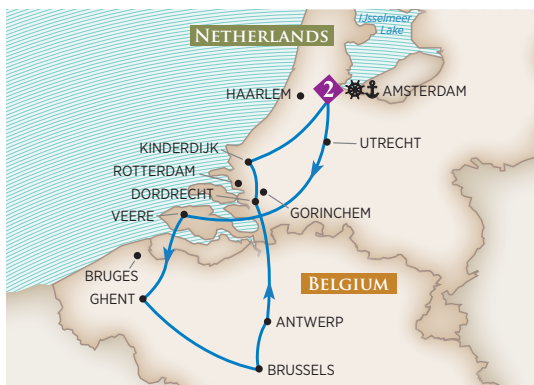 IJsselmeer
Lake
NETHERLANDS
HAARLEM
2
AMSTERDAM
KINDERDIJK
UTRECHT
ROTTERDAM
DORDRECHT
GORINCHEM
VEERE
BRUGES
BELGIUM
GHENT
ANTWERP
BRUSSELS